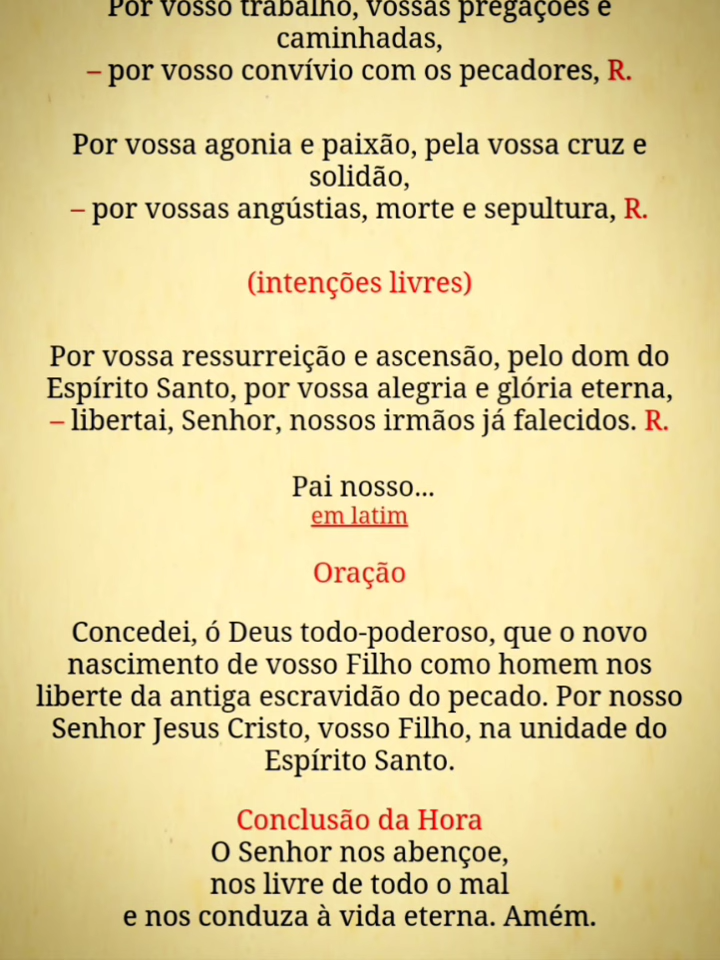 Por vosso trabalho, vossas pregações e
caminhadas,
– por vosso convívio com os pecadores, R.
Por vossa agonia e paixão, pela vossa cruz e
solidão,
– por vossas angústias, morte e sepultura, R.
(intenções livres)
Por vossa ressurreição e ascensão, pelo dom do
Espírito Santo, por vossa alegria e glória eterna,
– libertai, Senhor, nossos irmãos já falecidos. R.
Pai nosso...
em latim
Oração
Concedei, ó Deus todo-poderoso, que o novo
nascimento de vosso Filho como homem nos
liberte da antiga escravidão do pecado. Por nosso
Senhor Jesus Cristo, vosso Filho, na unidade do
Espírito Santo.
Conclusão da Hora
O Senhor nos abençoe,
nos livre de todo o mal
e nos conduza à vida eterna. Amém.